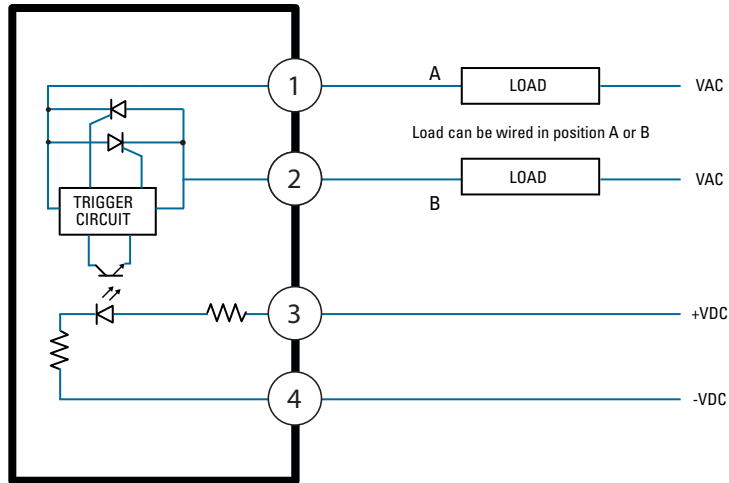 1
A
LOAD
VAC
Load can be wired in position A or B
2
LOAD
VAC
B
TRIGGER
CIRCUIT
3
+VDC
4
-VDC